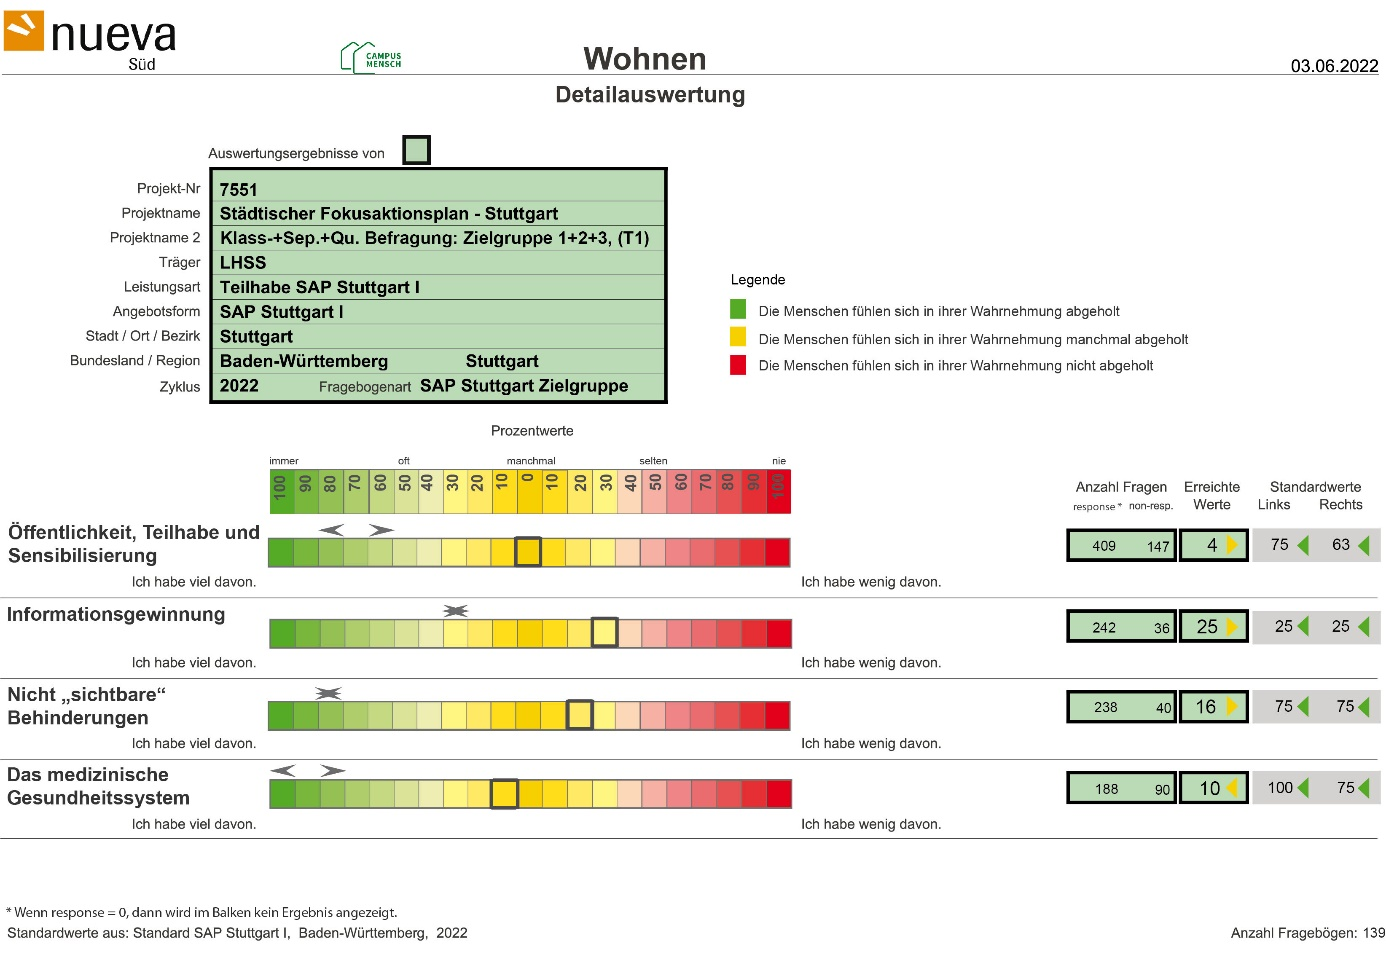 nueva
Süd
CAMPUS
MENSCH
Wohnen
03.06.2022
Detailauswertung
Auswertungsergebnisse von
Projekt-Nr 7551
Projektname Städtischer Fokusaktionsplan - Stuttgart
Projektname 2 Klass-+Sep.+Qu. Befragung: Zielgruppe 1+2+3, (T1)
Träger LHSS
Leistungsart Teilhabe SAP Stuttgart I
Angebotsform SAP Stuttgart I
Stadt / Ort / Bezirk Stuttgart
Bundesland / Region Baden-Württemberg Stuttgart
Zyklus 2022 Fragebogenart SAP Stuttgart Zielgruppe
Legende
Die Menschen fühlen sich in ihrer Wahrnehmung abgeholt
Die Menschen fühlen sich in ihrer Wahrnehmung manchmal abgeholt
Die Menschen fühlen sich in ihrer Wahrnehmung nicht abgeholt
Prozentwerte
immer oft manchmal selten nie
100 90 80 70 60 50 40 30 20 10 0 10 20 30 40 50 60 70 80 90 100
Anzahl Fragen Erreichte Standardwerte
response * non-resp. Werte Links Rechts
Öffentlichkeit, Teilhabe und
Sensibilisierung
409 147 4 75 63
Ich habe viel davon. Ich habe wenig davon.
Informationsgewinnung
242 36 25 25 25
Ich habe viel davon. Ich habe wenig davon.
Nicht „sichtbare“
Behinderungen
238 40 16 75 75
Ich habe viel davon. Ich habe wenig davon.
Das medizinische
Gesundheitssystem
188 90 10 100 75
Ich habe viel davon. Ich habe wenig davon.
* Wenn response = 0, dann wird im Balken kein Ergebnis angezeigt.
Standardwerte aus: Standard SAP Stuttgart I, Baden-Württemberg, 2022
Anzahl Fragebögen: 139